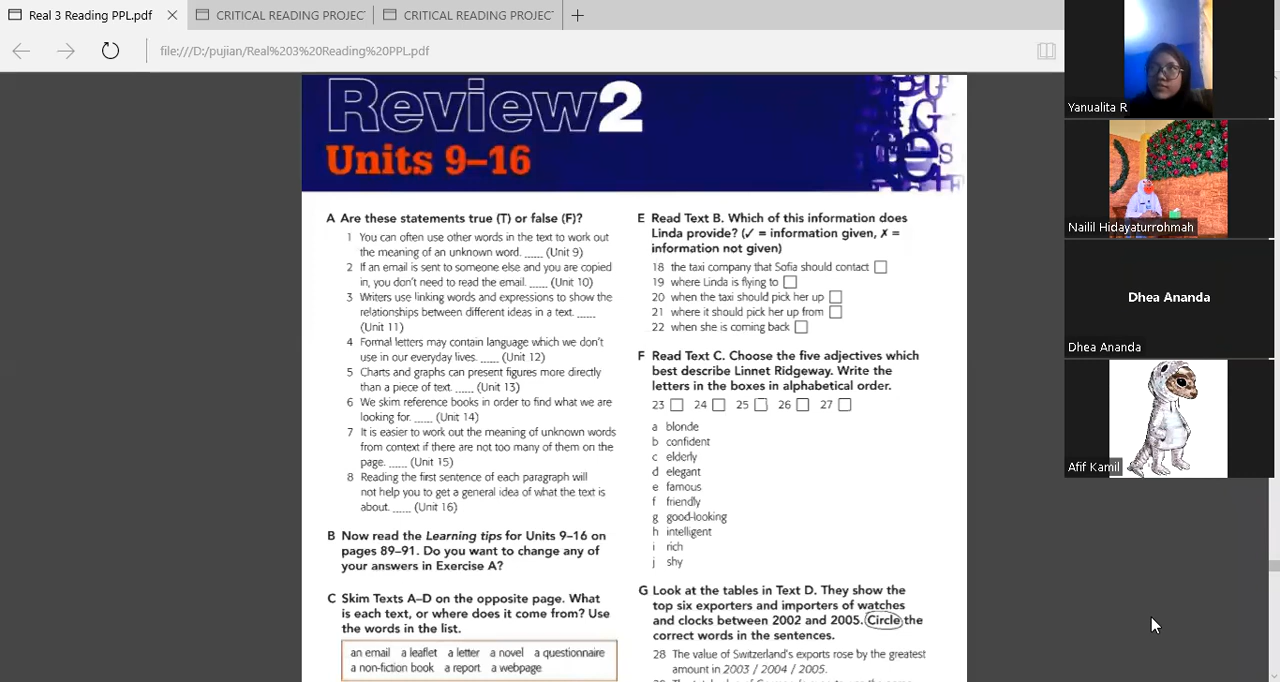 Real 3 Reading PPL.pdf
CRITICAL READING PROJECT
CRITICAL READING PROJECT
file:///D:/pujian/Real%203%20Reading%20PPL.pdf
Review2
Units 9–16
A Are these statements true (T) or false (F)?
1 You can often use other words in the text to work out
the meaning of an unknown word. ____ (Unit 9)
2 If an email is sent to someone else and you are copied
in, you don't need to read the email. ____ (Unit 10)
3 Writers use linking words and expressions to show the
relationships between different ideas in a text. ____
(Unit 11)
4 Formal letters may contain language which we don't
use in our everyday lives. ____ (Unit 12)
5 Charts and graphs can present figures more directly
than a piece of text. ____ (Unit 13)
6 We skim reference books in order to find what we are
looking for. ____ (Unit 14)
7 It is easier to work out the meaning of unknown words
from context if there are not too many of them on the
page. ____ (Unit 15)
8 Reading the first sentence of each paragraph will
not help you to get a general idea of what the text is
about. ____ (Unit 16)
B Now read the Learning tips for Units 9–16 on
pages 89–91. Do you want to change any of
your answers in Exercise A?
C Skim Texts A–D on the opposite page. What
is each text, or where does it come from? Use
the words in the list.
an email a leaflet a letter a novel a questionnaire
a non-fiction book a report a webpage
E Read Text B. Which of this information does
Linda provide? (✓ = information given, ✗ =
information not given)
18 the taxi company that Sofia should contact
19 where Linda is flying to
20 when the taxi should pick her up
21 where it should pick her up from
22 when she is coming back
F Read Text C. Choose the five adjectives which
best describe Linnet Ridgeway. Write the
letters in the boxes in alphabetical order.
23 24 25 26 27
a blonde
b confident
c elderly
d elegant
e famous
f friendly
g good-looking
h intelligent
i rich
j shy
G Look at the tables in Text D. They show the
top six exporters and importers of watches
and clocks between 2002 and 2005. Circle the
correct words in the sentences.
28 The value of Switzerland's exports rose by the greatest
amount in 2003 / 2004 / 2005.
Yanualita R
Nailil Hidayaturrohmah
Dhea Ananda
Dhea Ananda
Afif Kamil